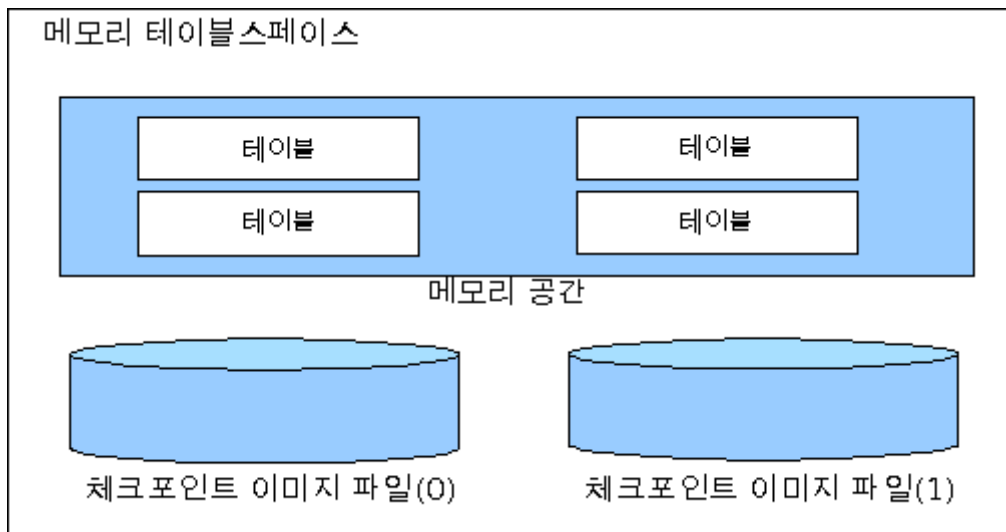 메모리 테이블스페이스
테이블 테이블
테이블 테이블
메모리 공간
체크포인트 이미지 파일(0) 체크포인트 이미지 파일(1)